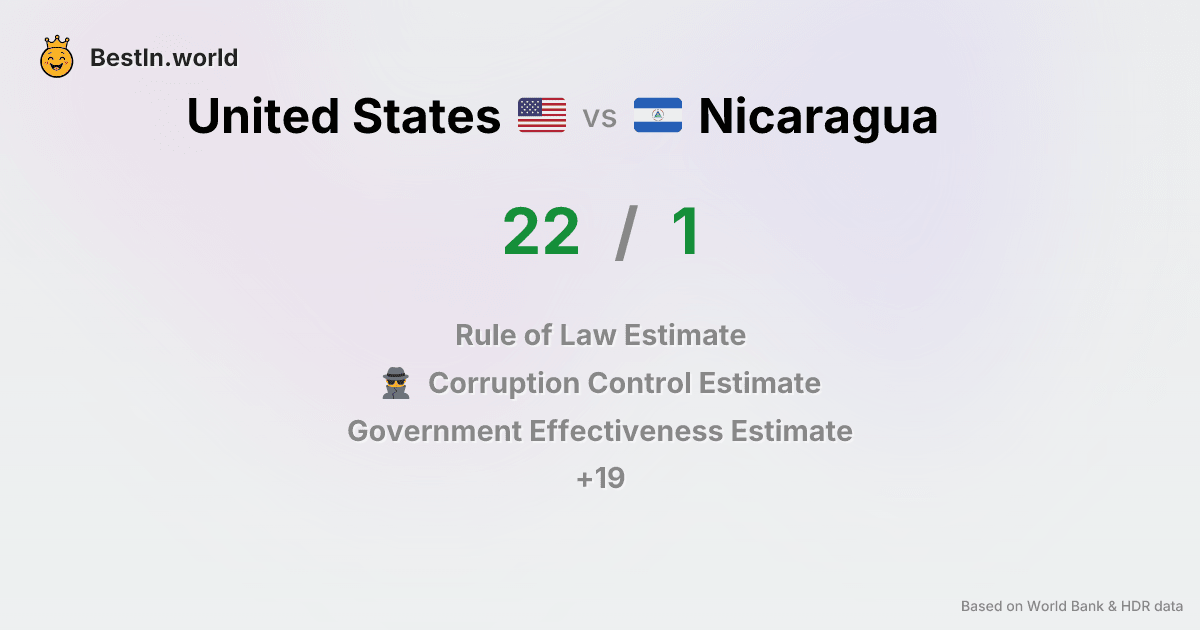 BestIn.world
United States vs Nicaragua
22 / 1
Rule of Law Estimate
Corruption Control Estimate
Government Effectiveness Estimate
+19
Based on World Bank & HDR data